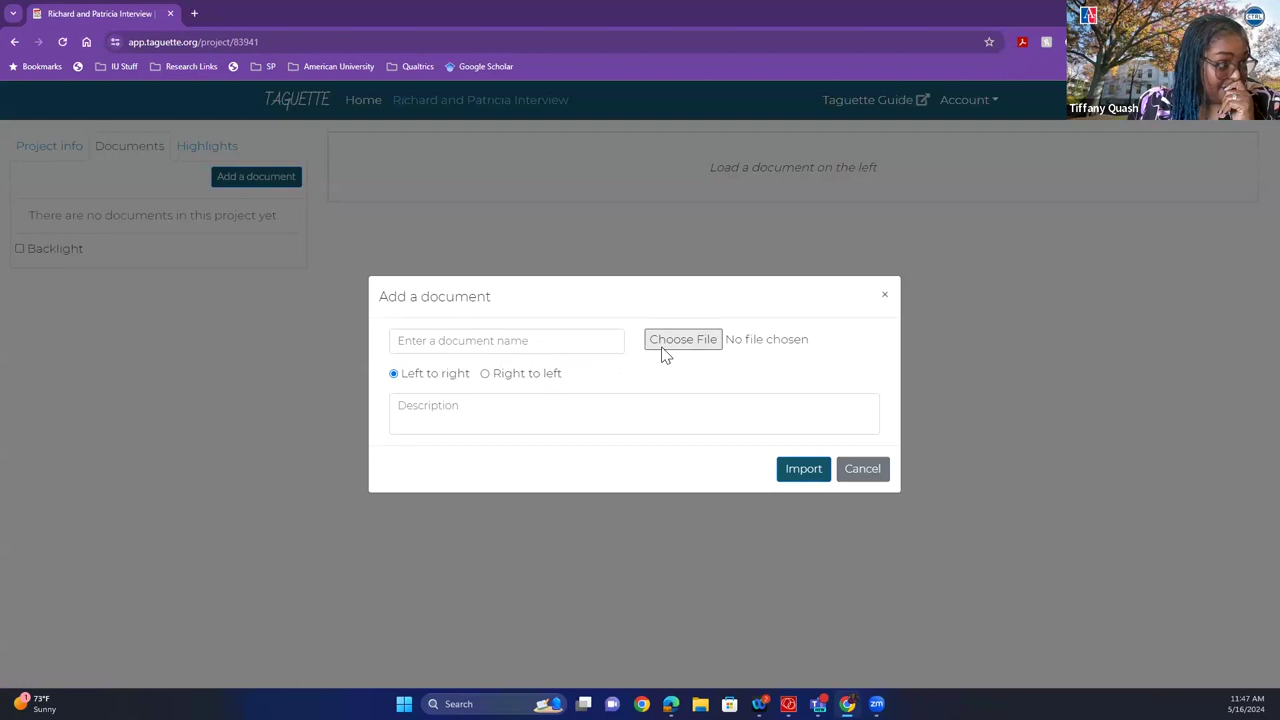 Richard and Patricia Interview |
app.taguette.org/project/83941
Bookmarks
IU Stuff
Research Links
SP
American University
Qualtrics
Google Scholar
CTRL
Tiffany Quash
TAGUETTE
Home
Richard and Patricia Interview
Taguette Guide
Account
Project info
Documents
Highlights
Add a document
There are no documents in this project yet.
Backlight
Load a document on the left
Add a document
×
Enter a document name
Choose File
No file chosen
Left to right
Right to left
Description
Import
Cancel
1
73°F
Sunny
Search
zm
11:47 AM
5/16/2024